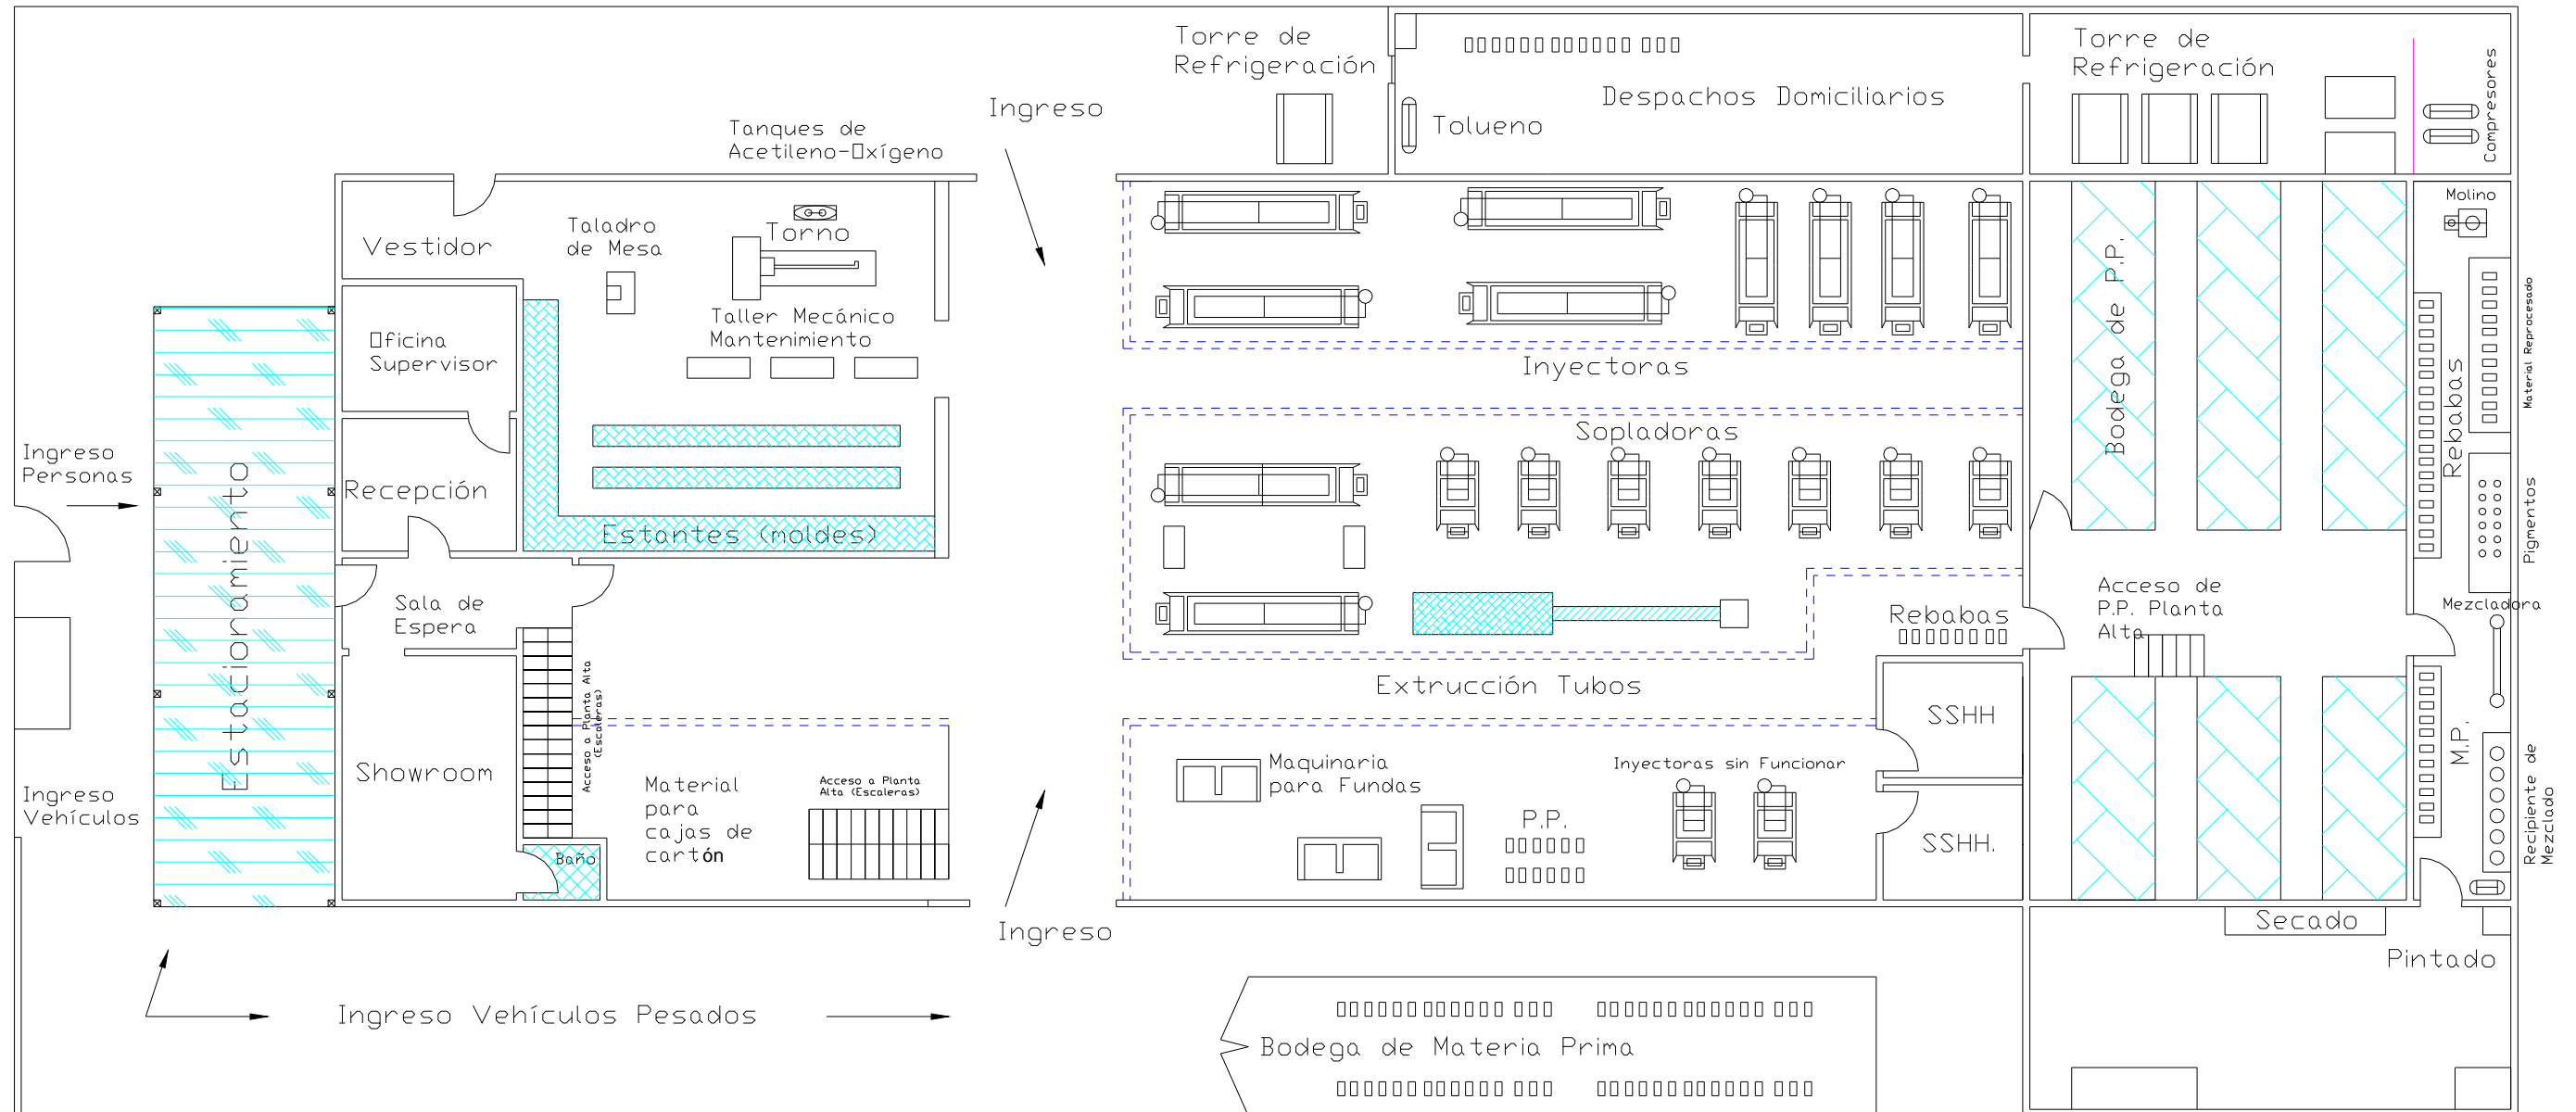 Torre de
Refrigeración
Despachos Domiciliarios
Tolueno
Torre de
Refrigeración
Compresores
Ingreso
Tanques de
Acetileno-Oxígeno
Vestidor
Taladro
de Mesa
Torno
Taller Mecánico
Mantenimiento
Oficina
Supervisor
Recepción
Estantes (moldes)
Ingreso
Personas
Estacionamiento
Sala de
Espera
Showroom
Acceso a Planta Alta
(Escaleras)
Material
para
cajas de
cartón
Acceso a Planta
Alta (Escaleras)
Baño
Ingreso
Vehículos
Ingreso Vehículos Pesados
Ingreso
Inyectoras
Sopladoras
Extrucción Tubos
Rebabas
SSHH
SSHH.
Maquinaria
para Fundas
P.P.
Inyectoras sin Funcionar
Bodega de P.P.
Acceso de
P.P. Planta
Alta
Molino
Material Reprocesado
Rebabas
Pigmentos
Mezcladora
M.P.
Recipiente de
Mezclado
Secado
Pintado
Bodega de Materia Prima